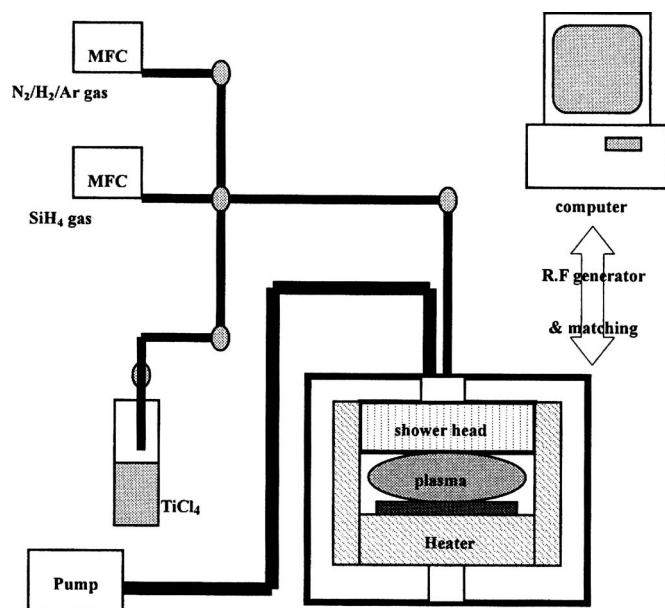 MFC
N₂/H₂/Ar gas
MFC
SiH₄ gas
computer
R.F generator
& matching
shower head
plasma
TiCl₄
Heater
Pump